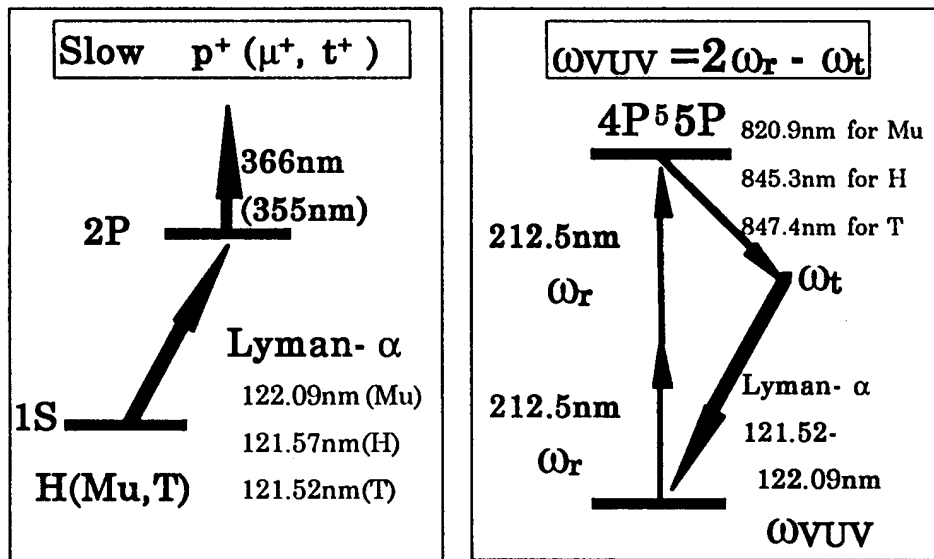 Slow p⁺ (μ⁺, t⁺)
366nm
(355nm)
2P
Lyman- α
122.09nm (Mu)
1S
121.57nm (H)
H(Mu,T)
121.52nm (T)
ωVUV = 2ωr - ωt
4P⁵5P
820.9nm for Mu
845.3nm for H
847.4nm for T
212.5nm
ωr
ωt
212.5nm
ωr
Lyman- α
121.52-
122.09nm
ωVUV